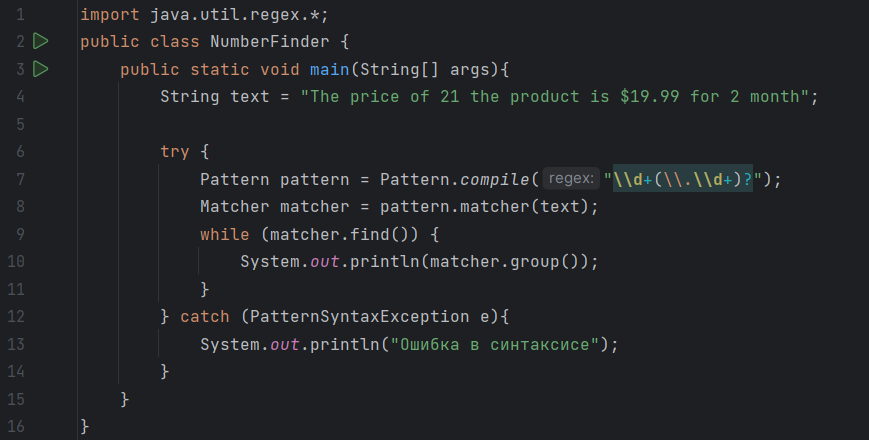 1 import java.util.regex.*;
2 public class NumberFinder {
3 public static void main(String[] args){
4 String text = "The price of 21 the product is $19.99 for 2 month";
5
6 try {
7 Pattern pattern = Pattern.compile( regex: "\\d+(\\.\\d+)?");
8 Matcher matcher = pattern.matcher(text);
9 while (matcher.find()) {
10 System.out.println(matcher.group());
11 }
12 } catch (PatternSyntaxException e){
13 System.out.println("Ошибка в синтаксисе");
14 }
15 }
16 }